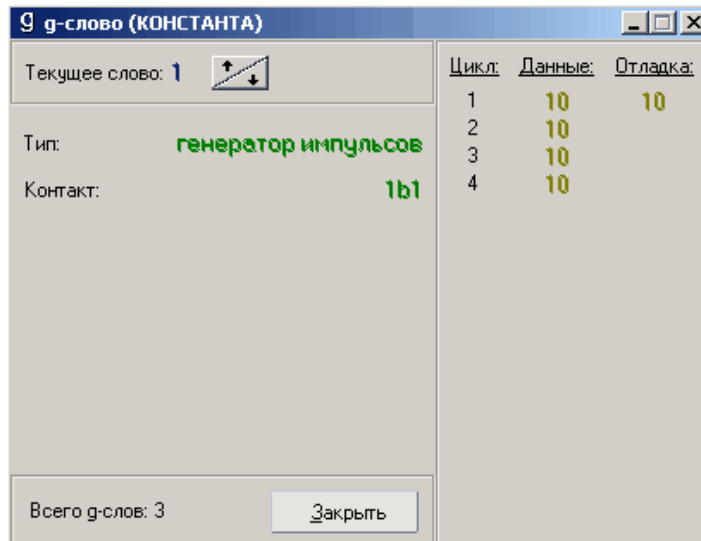 g g-слово (КОНСТАНТА)
Текущее слово: 1
Тип: генератор импульсов
Контакт: 1b1
Всего g-слов: 3
Закрыть
Цикл: Данные: Отладка:
1 10 10
2 10
3 10
4 10